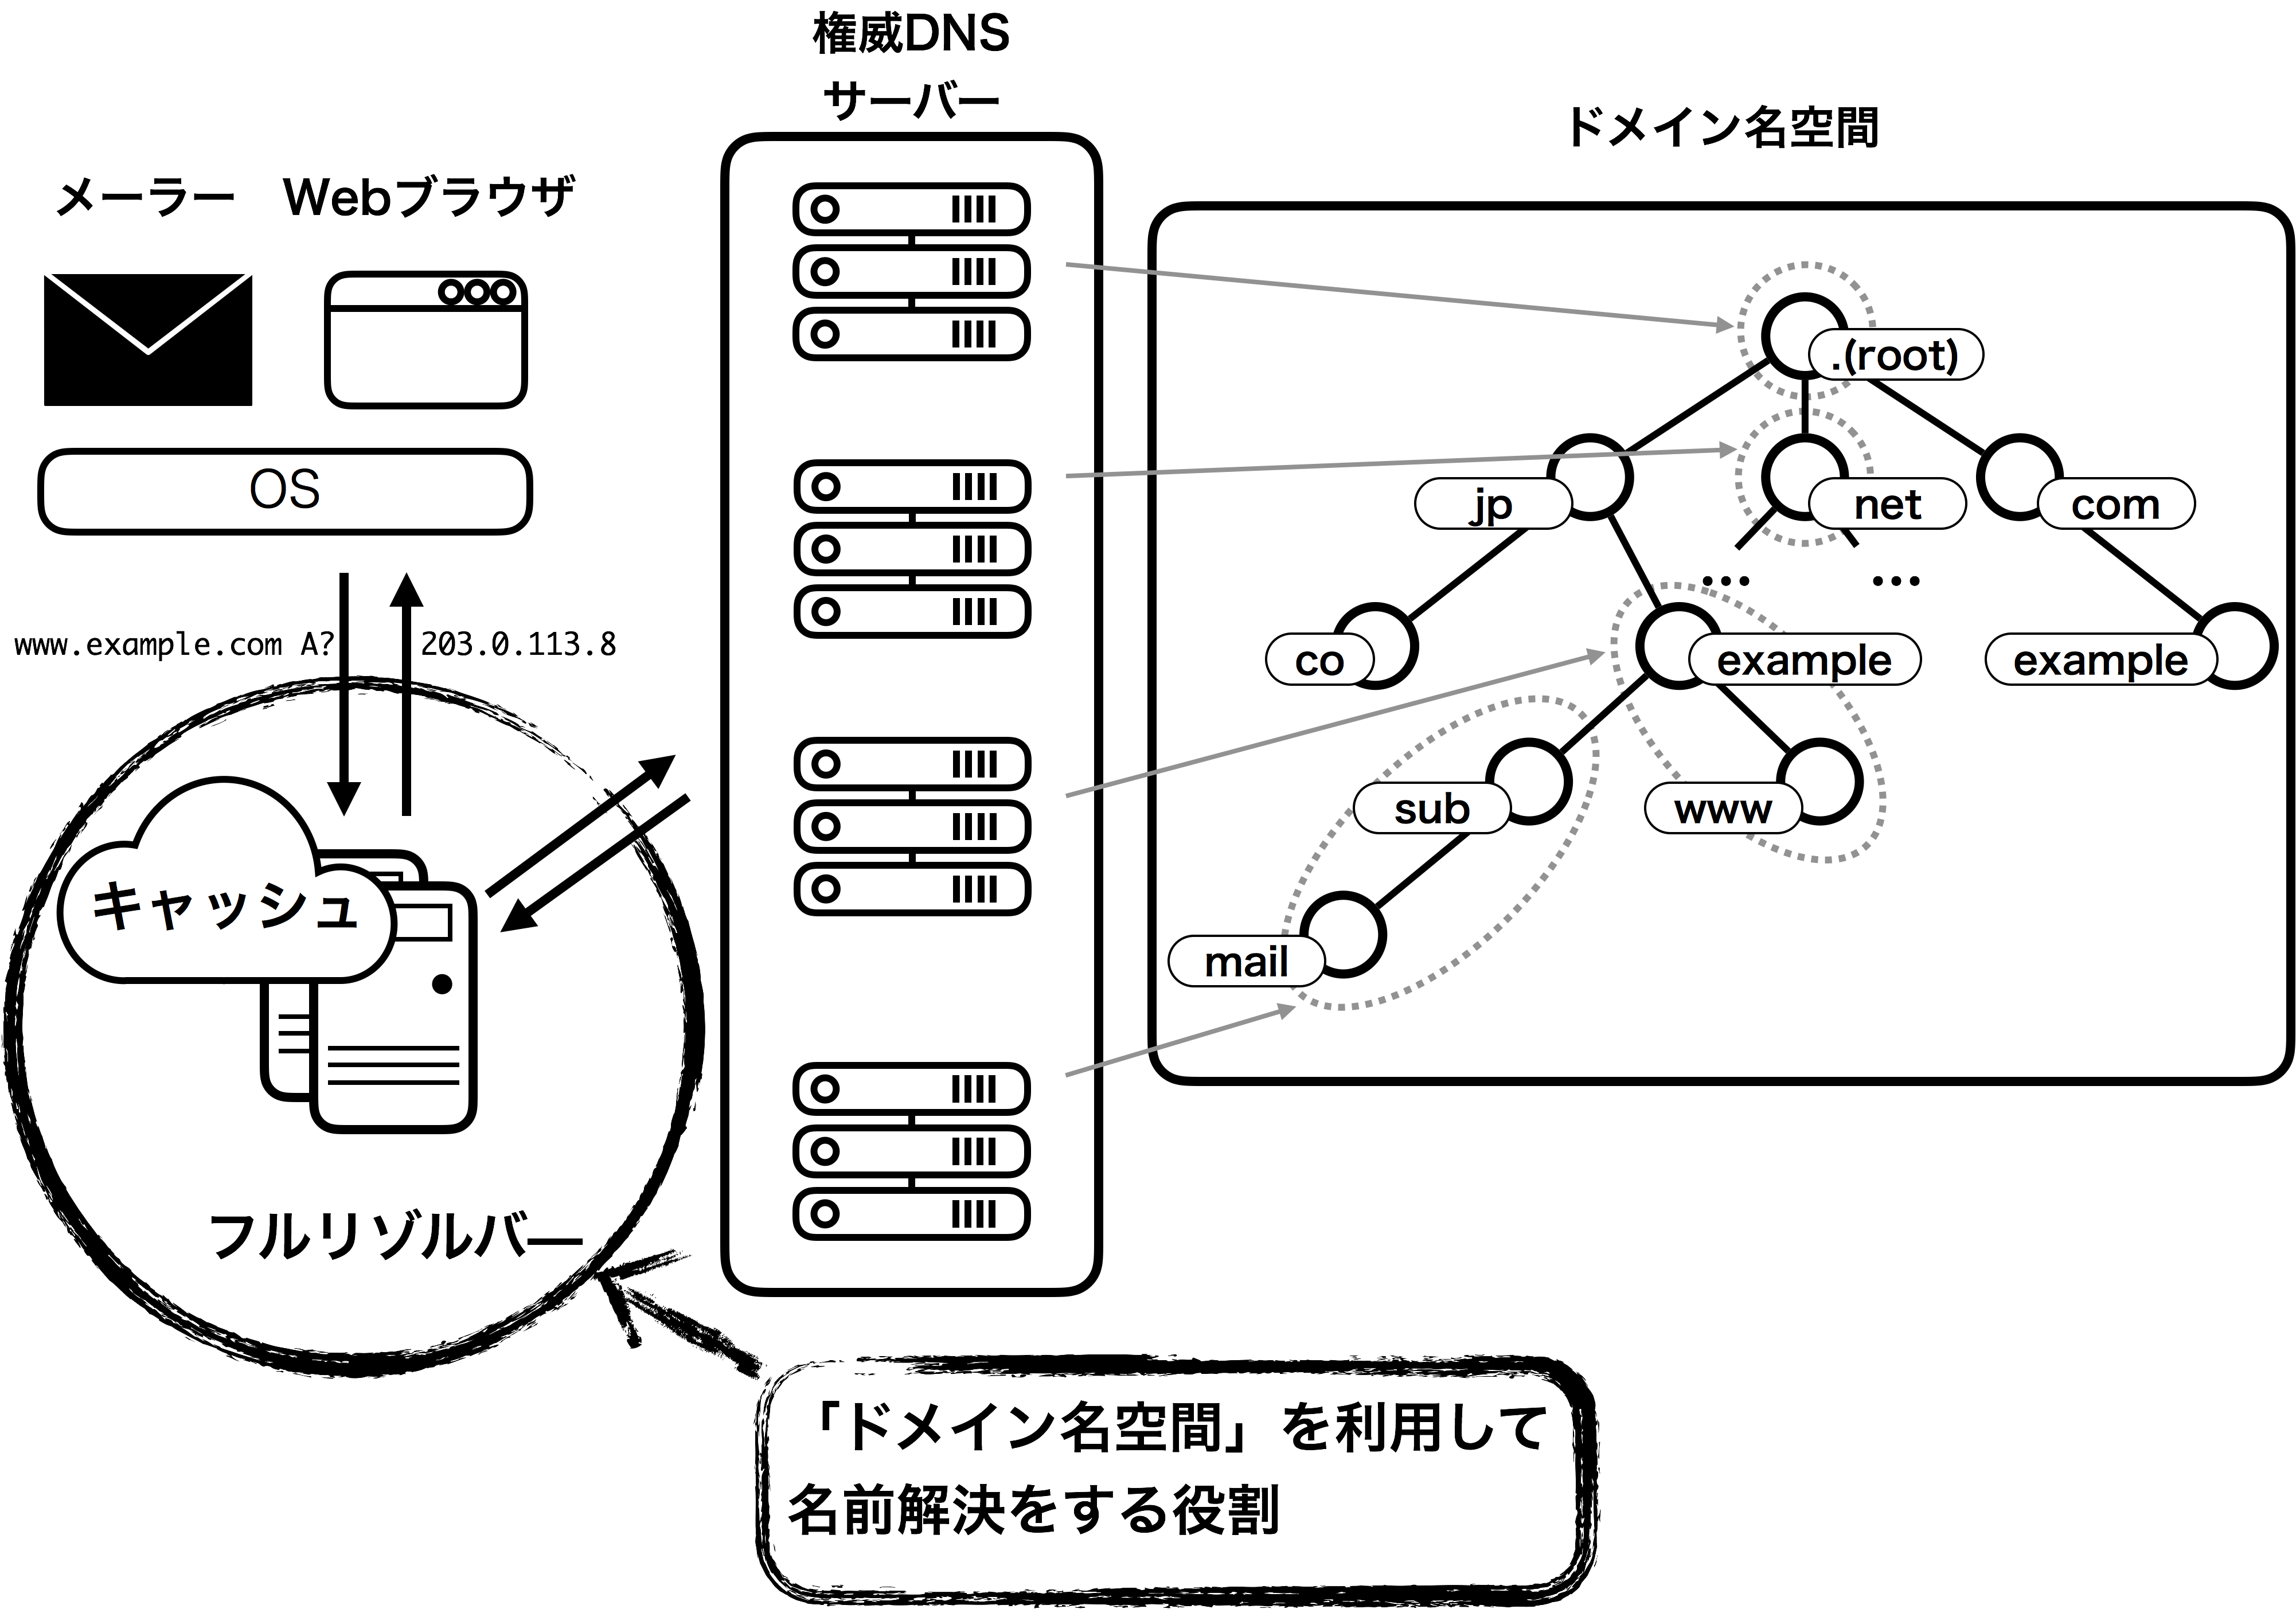 権威DNS
サーバー
ドメイン名空間
メーラー
Webブラウザ
OS
www.example.com A?
203.0.113.8
キャッシュ
フルリゾルバー
.(root)
jp
net
com
...
...
co
example
example
sub
www
mail
「ドメイン名空間」を利用して
名前解決をする役割